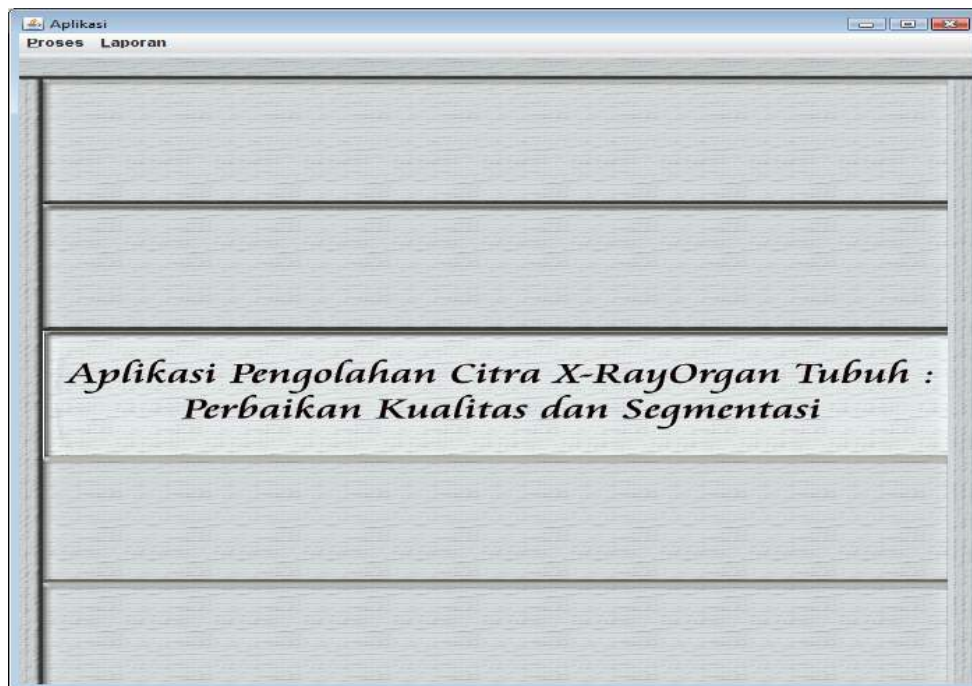 Aplikasi
Proses Laporan
Aplikasi Pengolahan Citra X-RayOrgan Tubuh :
Perbaikan Kualitas dan Segmentasi